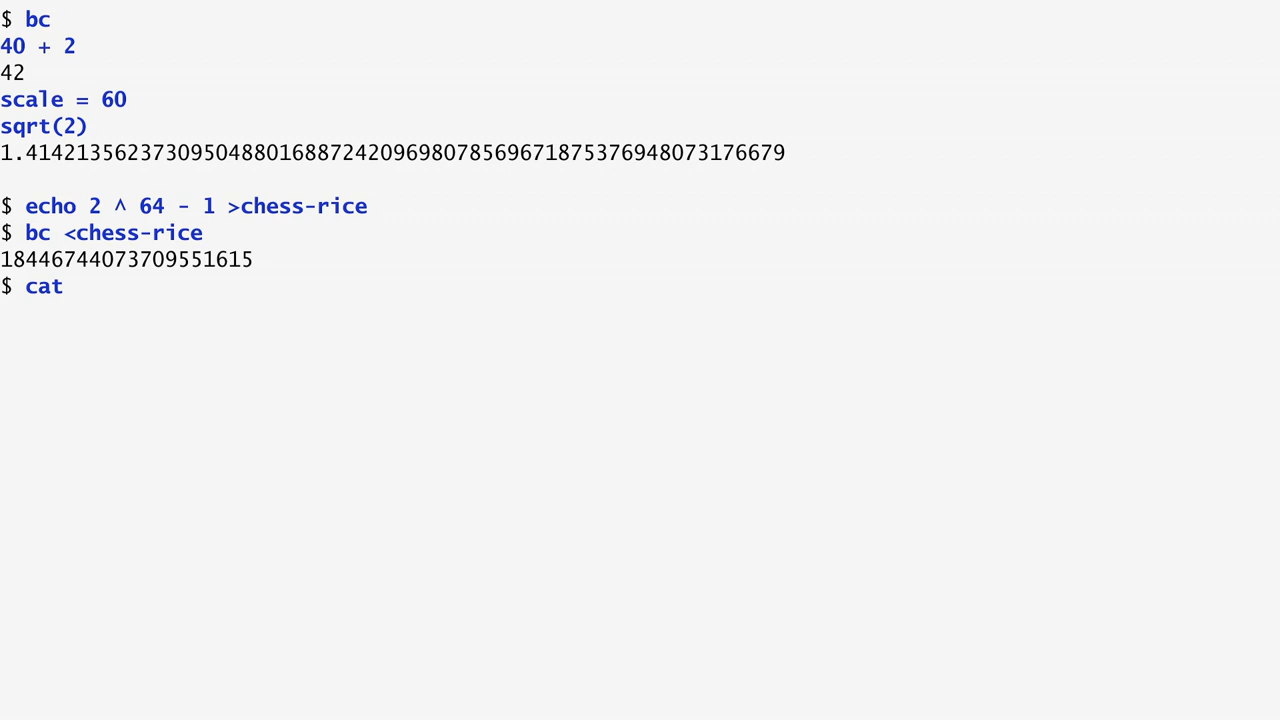 $ bc
40 + 2
42
scale = 60
sqrt(2)
1.414213562373095048801688724209698078569671875376948073176679

$ echo 2 ^ 64 - 1 >chess-rice
$ bc <chess-rice
18446744073709551615
$ cat